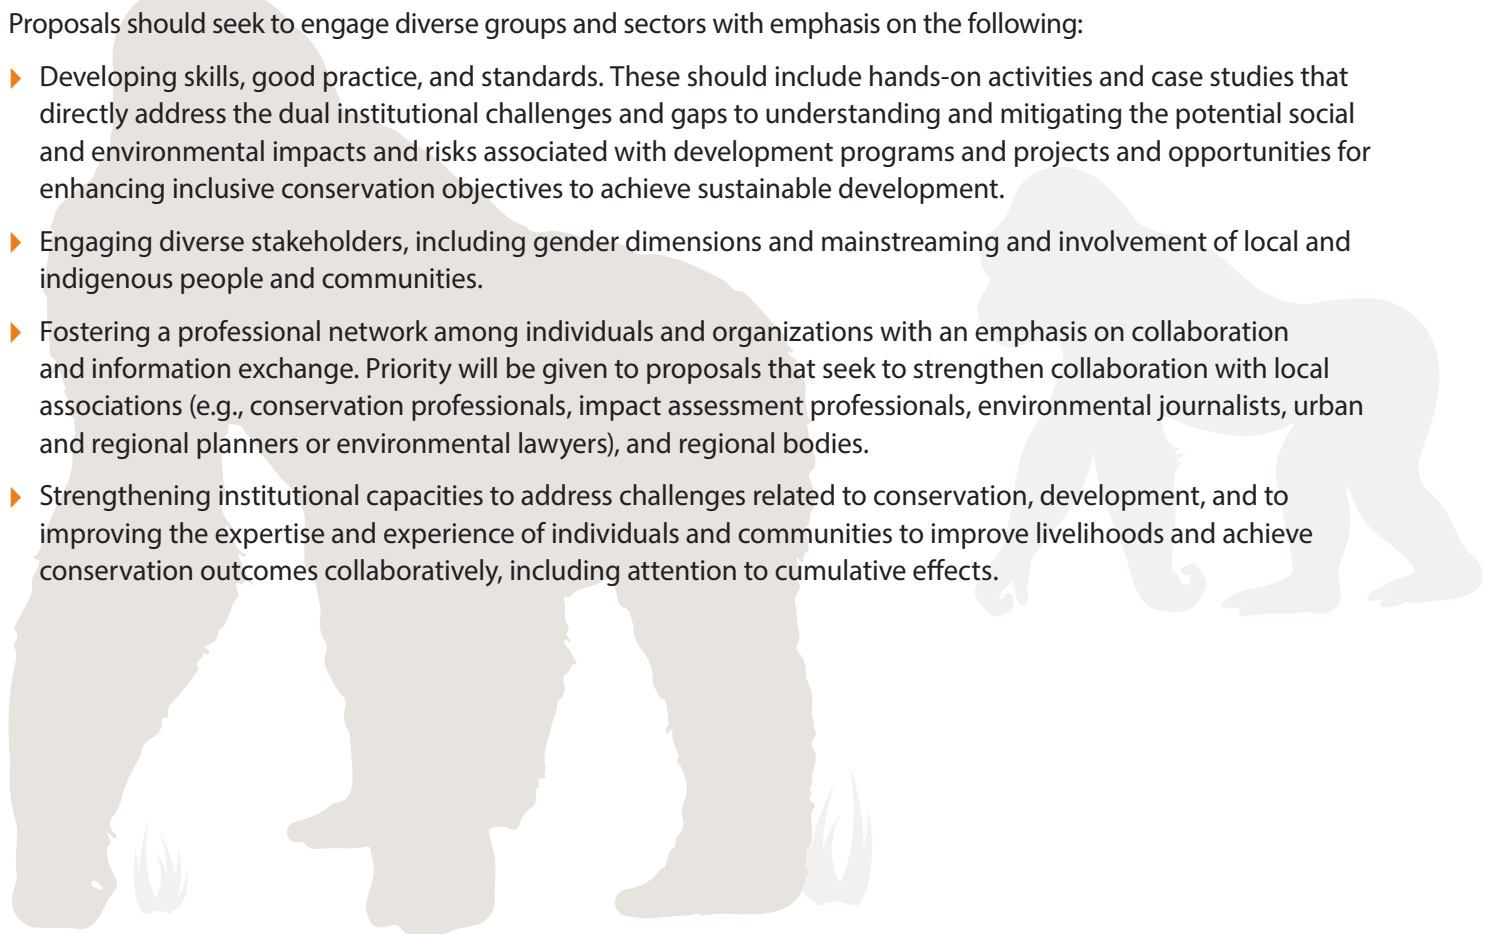 Proposals should seek to engage diverse groups and sectors with emphasis on the following:
Developing skills, good practice, and standards. These should include hands-on activities and case studies that
directly address the dual institutional challenges and gaps to understanding and mitigating the potential social
and environmental impacts and risks associated with development programs and projects and opportunities for
enhancing inclusive conservation objectives to achieve sustainable development.
Engaging diverse stakeholders, including gender dimensions and mainstreaming and involvement of local and
indigenous people and communities.
Fostering a professional network among individuals and organizations with an emphasis on collaboration
and information exchange. Priority will be given to proposals that seek to strengthen collaboration with local
associations (e.g., conservation professionals, impact assessment professionals, environmental journalists, urban
and regional planners or environmental lawyers), and regional bodies.
Strengthening institutional capacities to address challenges related to conservation, development, and to
improving the expertise and experience of individuals and communities to improve livelihoods and achieve
conservation outcomes collaboratively, including attention to cumulative effects.